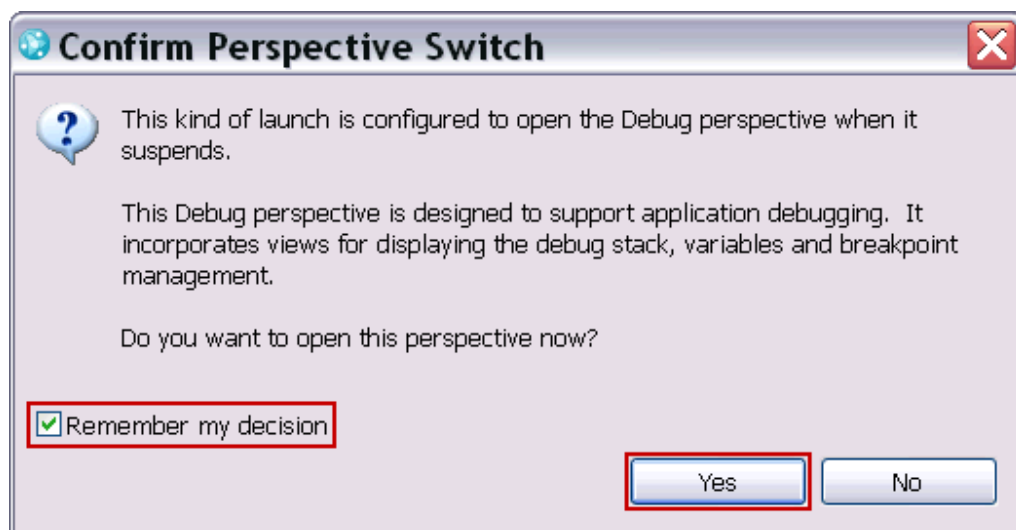 Confirm Perspective Switch
This kind of launch is configured to open the Debug perspective when it
suspends.
This Debug perspective is designed to support application debugging. It
incorporates views for displaying the debug stack, variables and breakpoint
management.
Do you want to open this perspective now?
Remember my decision
Yes No